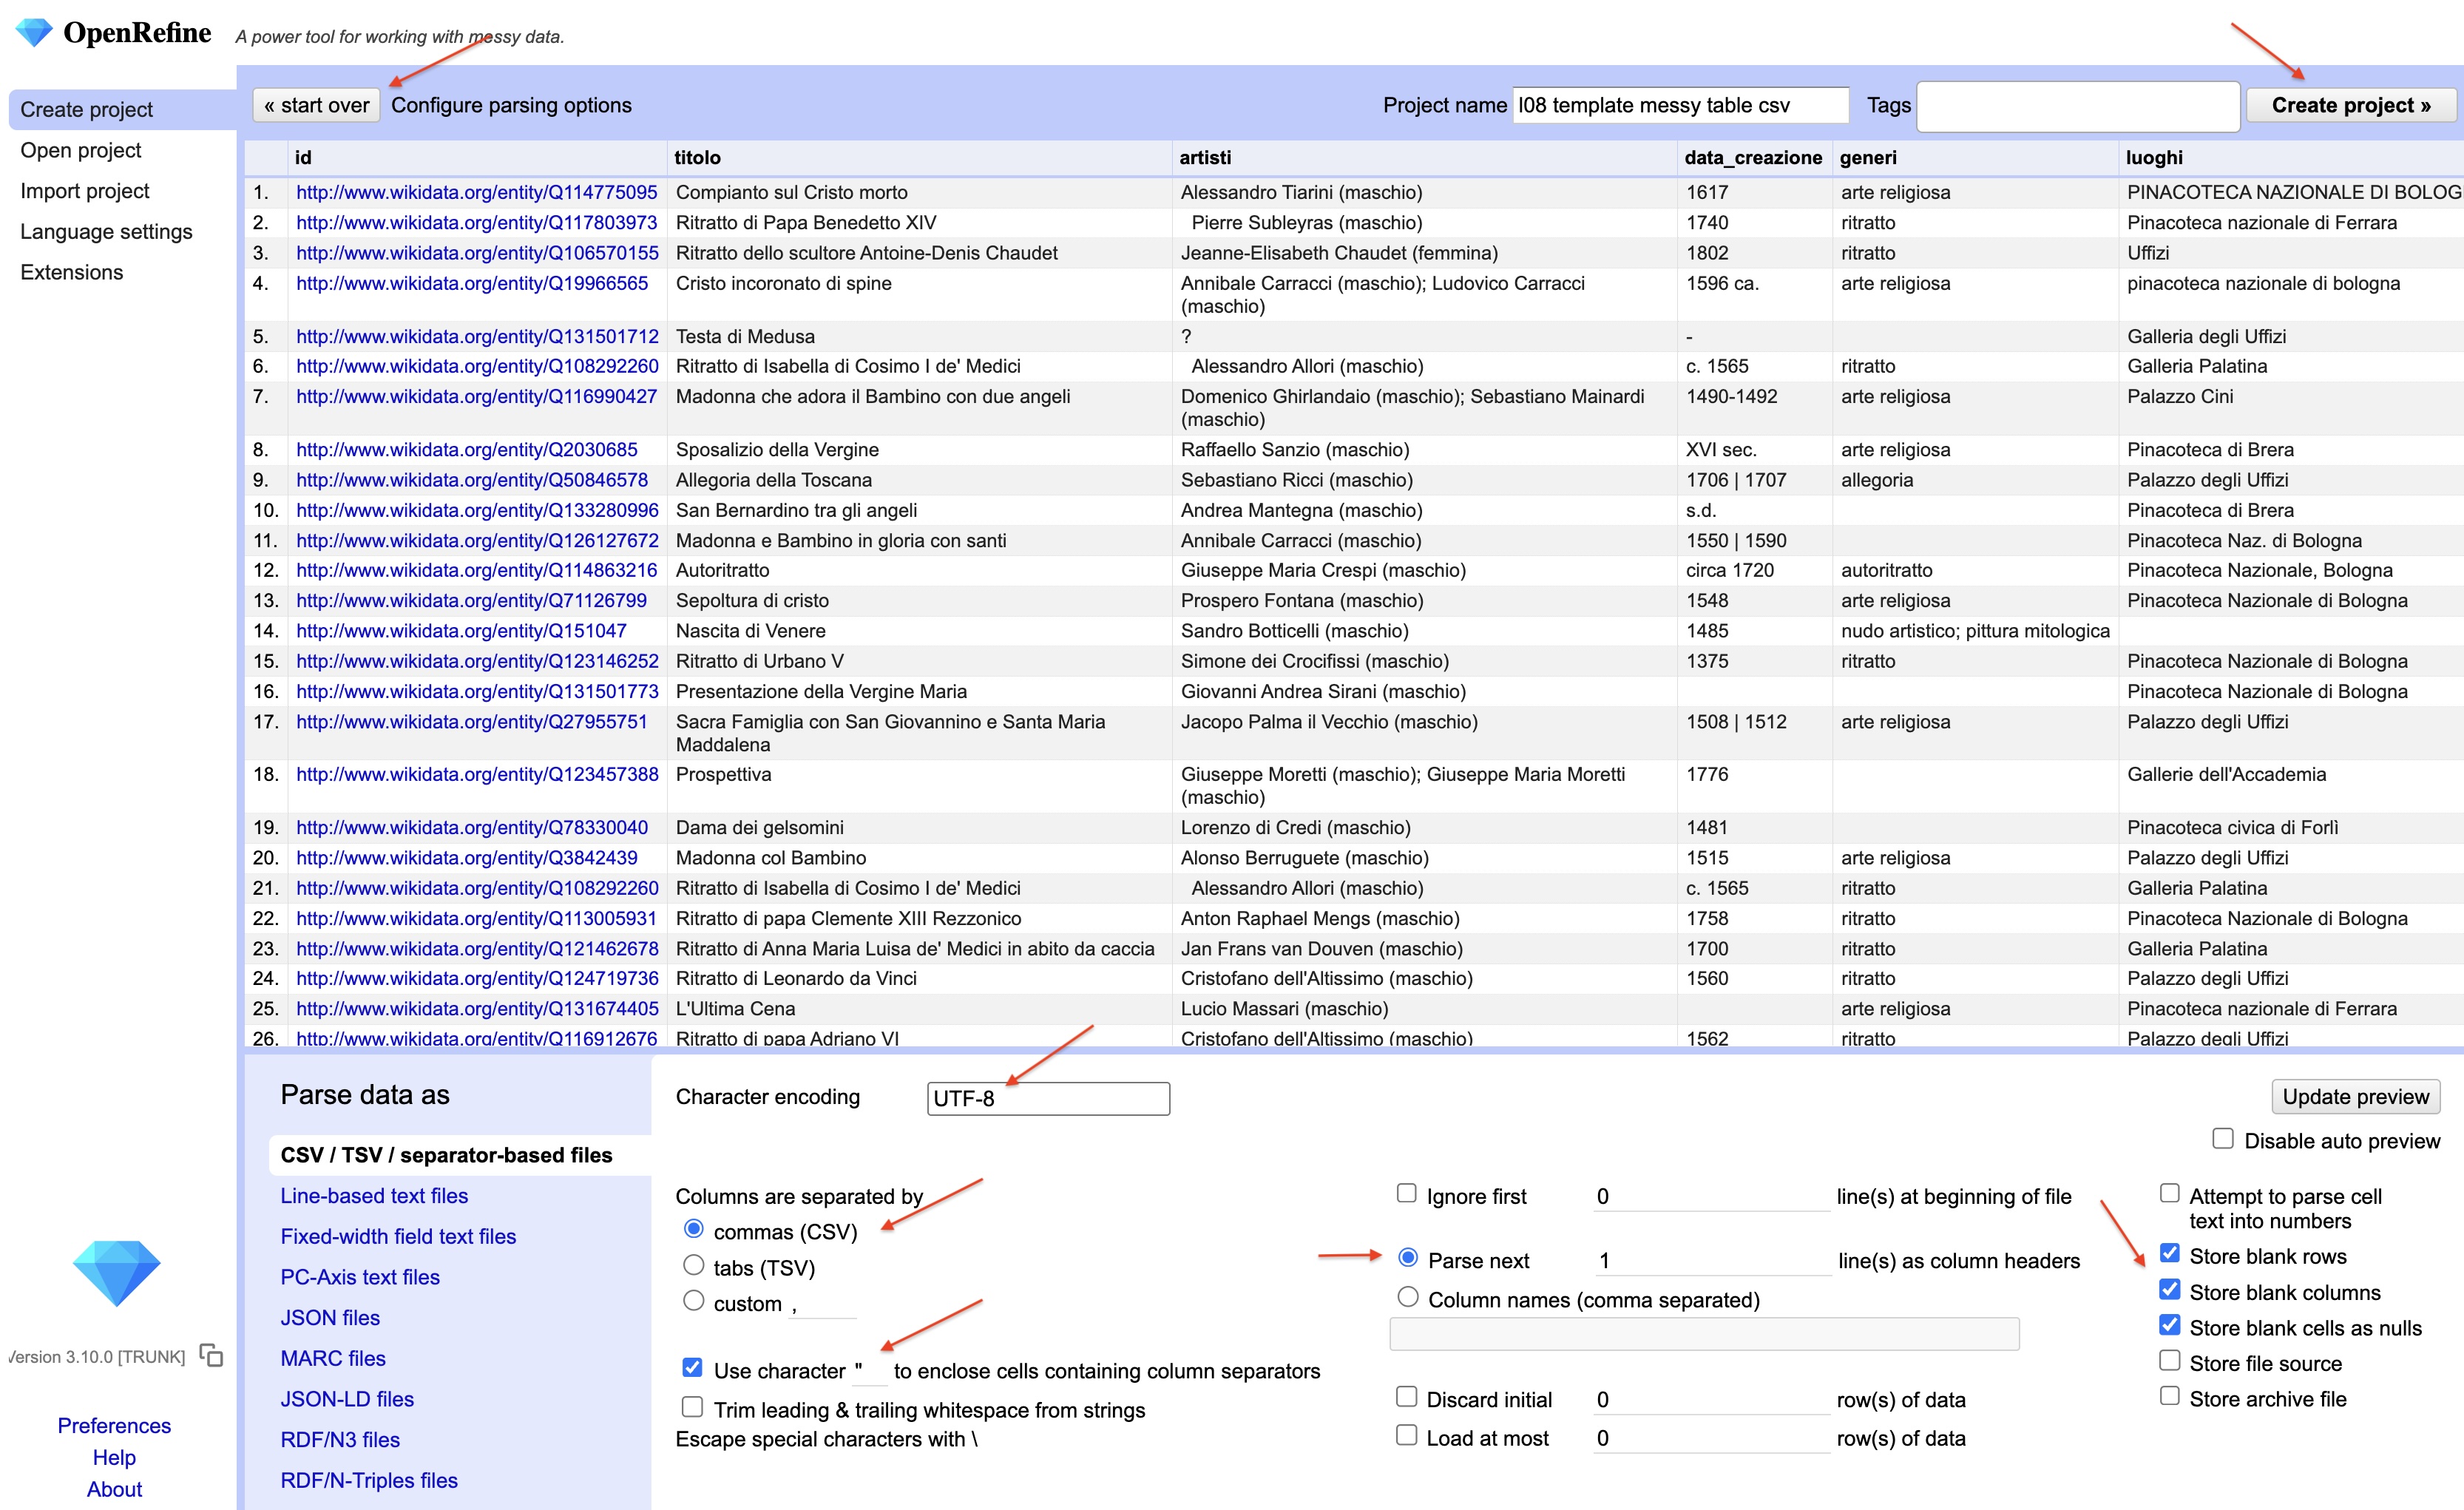 OpenRefine A power tool for working with messy data.
Create project
Open project
Import project
Language settings
Extensions
« start over Configure parsing options Project name l08 template messy table csv Tags Create project »
id titolo artisti data_creazione generi luoghi
1. http://www.wikidata.org/entity/Q114775095 Compianto sul Cristo morto Alessandro Tiarini (maschio) 1617 arte religiosa PINACOTECA NAZIONALE DI BOLOG
2. http://www.wikidata.org/entity/Q117803973 Ritratto di Papa Benedetto XIV Pierre Subleyras (maschio) 1740 ritratto Pinacoteca nazionale di Ferrara
3. http://www.wikidata.org/entity/Q106570155 Ritratto dello scultore Antoine-Denis Chaudet Jeanne-Elisabeth Chaudet (femmina) 1802 ritratto Uffizi
4. http://www.wikidata.org/entity/Q19966565 Cristo incoronato di spine Annibale Carracci (maschio); Ludovico Carracci 1596 ca. arte religiosa pinacoteca nazionale di bologna
(maschio)
5. http://www.wikidata.org/entity/Q131501712 Testa di Medusa ? - Galleria degli Uffizi
6. http://www.wikidata.org/entity/Q108292260 Ritratto di Isabella di Cosimo I de' Medici Alessandro Allori (maschio) c. 1565 ritratto Galleria Palatina
7. http://www.wikidata.org/entity/Q116990427 Madonna che adora il Bambino con due angeli Domenico Ghirlandaio (maschio); Sebastiano Mainardi 1490-1492 arte religiosa Palazzo Cini
(maschio)
8. http://www.wikidata.org/entity/Q2030685 Sposalizio della Vergine Raffaello Sanzio (maschio) XVI sec. arte religiosa Pinacoteca di Brera
9. http://www.wikidata.org/entity/Q50846578 Allegoria della Toscana Sebastiano Ricci (maschio) 1706 | 1707 allegoria Palazzo degli Uffizi
10. http://www.wikidata.org/entity/Q133280996 San Bernardino tra gli angeli Andrea Mantegna (maschio) s.d. Pinacoteca di Brera
11. http://www.wikidata.org/entity/Q126127672 Madonna e Bambino in gloria con santi Annibale Carracci (maschio) 1550 | 1590 Pinacoteca Naz. di Bologna
12. http://www.wikidata.org/entity/Q114863216 Autoritratto Giuseppe Maria Crespi (maschio) circa 1720 autoritratto Pinacoteca Nazionale, Bologna
13. http://www.wikidata.org/entity/Q71126799 Sepoltura di cristo Prospero Fontana (maschio) 1548 arte religiosa Pinacoteca Nazionale di Bologna
14. http://www.wikidata.org/entity/Q151047 Nascita di Venere Sandro Botticelli (maschio) 1485 nudo artistico; pittura mitologica
15. http://www.wikidata.org/entity/Q123146252 Ritratto di Urbano V Simone dei Crocifissi (maschio) 1375 ritratto Pinacoteca Nazionale di Bologna
16. http://www.wikidata.org/entity/Q131501773 Presentazione della Vergine Maria Giovanni Andrea Sirani (maschio) Pinacoteca Nazionale di Bologna
17. http://www.wikidata.org/entity/Q27955751 Sacra Famiglia con San Giovannino e Santa Maria Jacopo Palma il Vecchio (maschio) 1508 | 1512 arte religiosa Palazzo degli Uffizi
Maddalena
18. http://www.wikidata.org/entity/Q123457388 Prospettiva Giuseppe Moretti (maschio); Giuseppe Maria Moretti 1776 Gallerie dell'Accademia
(maschio)
19. http://www.wikidata.org/entity/Q78330040 Dama dei gelsomini Lorenzo di Credi (maschio) 1481 Pinacoteca civica di Forlì
20. http://www.wikidata.org/entity/Q3842439 Madonna col Bambino Alonso Berruguete (maschio) 1515 arte religiosa Palazzo degli Uffizi
21. http://www.wikidata.org/entity/Q108292260 Ritratto di Isabella di Cosimo I de' Medici Alessandro Allori (maschio) c. 1565 ritratto Galleria Palatina
22. http://www.wikidata.org/entity/Q113005931 Ritratto di papa Clemente XIII Rezzonico Anton Raphael Mengs (maschio) 1758 ritratto Pinacoteca Nazionale di Bologna
23. http://www.wikidata.org/entity/Q121462678 Ritratto di Anna Maria Luisa de' Medici in abito da caccia Jan Frans van Douven (maschio) 1700 ritratto Galleria Palatina
24. http://www.wikidata.org/entity/Q124719736 Ritratto di Leonardo da Vinci Cristofano dell'Altissimo (maschio) 1560 ritratto Palazzo degli Uffizi
25. http://www.wikidata.org/entity/Q131674405 L'Ultima Cena Lucio Massari (maschio) arte religiosa Pinacoteca nazionale di Ferrara
26. http://www.wikidata.org/entity/Q116912676 Ritratto di papa Adriano VI Cristofano dell'Altissimo (maschio) 1562 ritratto Palazzo degli Uffizi
Parse data as
CSV / TSV / separator-based files
Line-based text files
Fixed-width field text files
PC-Axis text files
JSON files
MARC files
JSON-LD files
RDF/N3 files
RDF/N-Triples files
Character encoding UTF-8
Update preview
Disable auto preview
Columns are separated by
commas (CSV)
tabs (TSV)
custom ,
Use character " to enclose cells containing column separators
Trim leading & trailing whitespace from strings
Escape special characters with \
Ignore first 0 line(s) at beginning of file
Parse next 1 line(s) as column headers
Column names (comma separated)
Discard initial 0 row(s) of data
Load at most 0 row(s) of data
Attempt to parse cell
text into numbers
Store blank rows
Store blank columns
Store blank cells as nulls
Store file source
Store archive file
Version 3.10.0 [TRUNK]
Preferences
Help
About